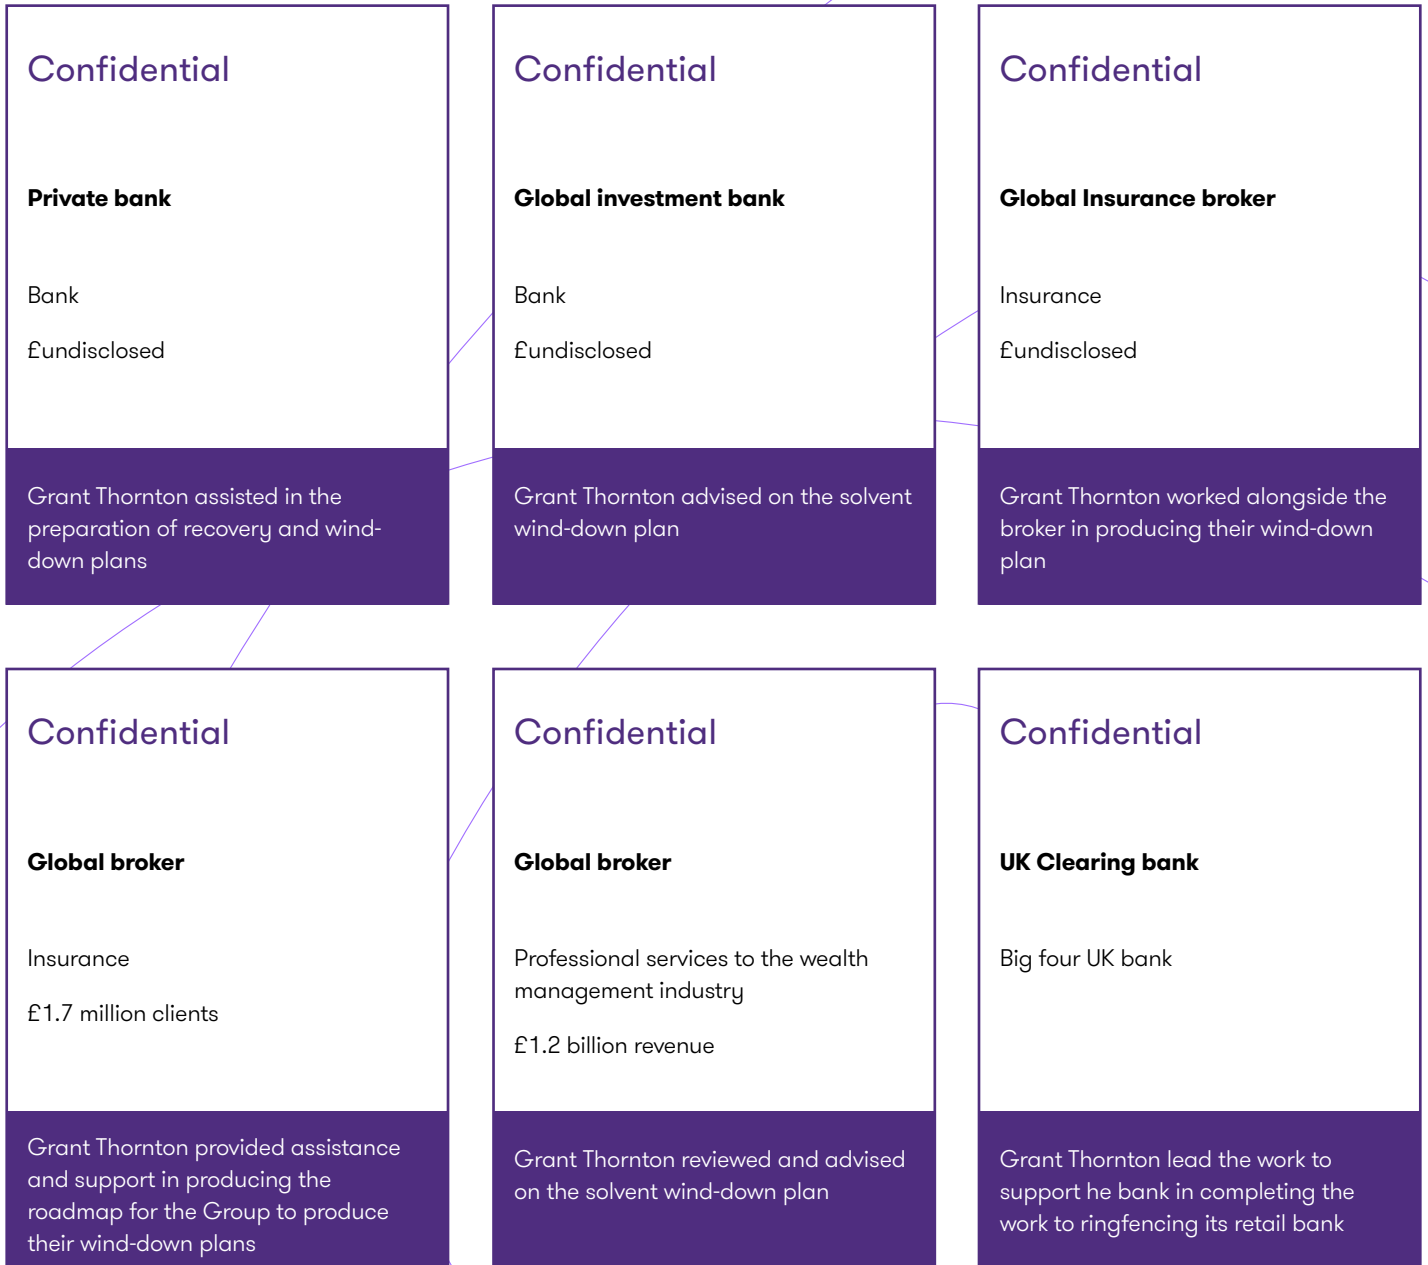 Confidential
Private bank
Bank
£undisclosed
Grant Thornton assisted in the
preparation of recovery and wind-
down plans
Confidential
Global investment bank
Bank
£undisclosed
Grant Thornton advised on the solvent
wind-down plan
Confidential
Global Insurance broker
Insurance
£undisclosed
Grant Thornton worked alongside the
broker in producing their wind-down
plan
Confidential
Global broker
Insurance
£1.7 million clients
Grant Thornton provided assistance
and support in producing the
roadmap for the Group to produce
their wind-down plans
Confidential
Global broker
Professional services to the wealth
management industry
£1.2 billion revenue
Grant Thornton reviewed and advised
on the solvent wind-down plan
Confidential
UK Clearing bank
Big four UK bank
Grant Thornton lead the work to
support he bank in completing the
work to ringfencing its retail bank